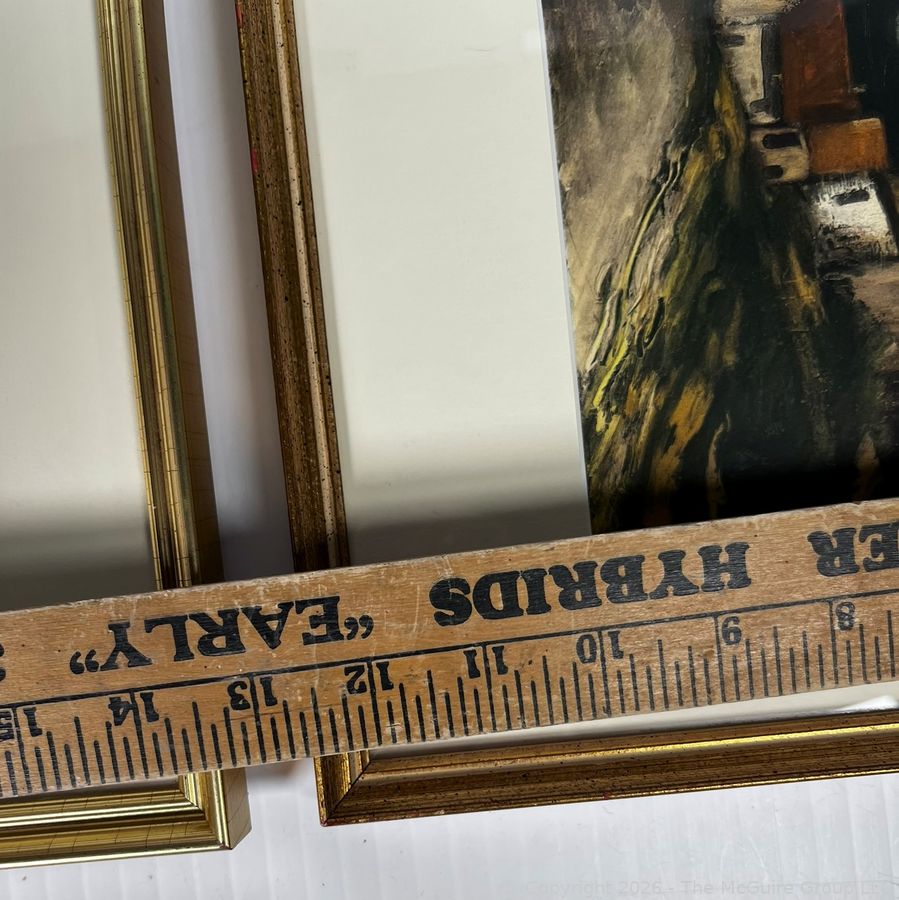 "EARLY" HYBRIDS ER
15 14 13 12 11 10 9 8
Copyright 2026 - The McGuire Group LLC